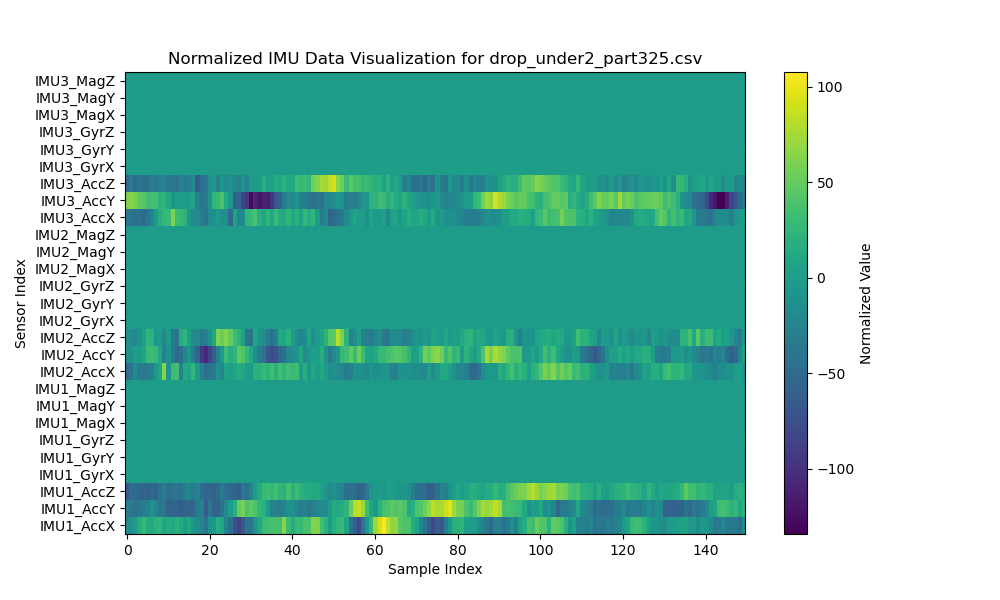 Normalized IMU Data Visualization for drop_under2_part325.csv
IMU3_MagZ
IMU3_MagY
IMU3_MagX
IMU3_GyrZ
IMU3_GyrY
IMU3_GyrX
IMU3_AccZ
IMU3_AccY
IMU3_AccX
IMU2_MagZ
IMU2_MagY
IMU2_MagX
IMU2_GyrZ
IMU2_GyrY
IMU2_GyrX
IMU2_AccZ
IMU2_AccY
IMU2_AccX
IMU1_MagZ
IMU1_MagY
IMU1_MagX
IMU1_GyrZ
IMU1_GyrY
IMU1_GyrX
IMU1_AccZ
IMU1_AccY
IMU1_AccX
Sensor Index
0 20 40 60 80 100 120 140
Sample Index
100
50
0
−50
−100
Normalized Value